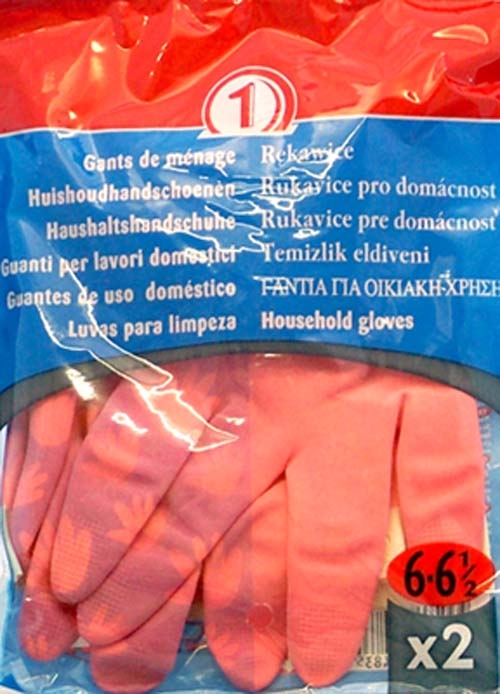 1
Gants de ménage
Huishoudhandschoenen
Haushaltshandschuhe
Guanti per lavori domestici
Guantes de uso doméstico
Luvas para limpeza
Rękawice
Rukavice pro domácnost
Rukavice pre domácnosť
Temizlik eldiveni
ΓΑΝΤΙΑ ΓΙΑ ΟΙΚΙΑΚΗ ΧΡΗΣΗ
Household gloves
6-6½
x2